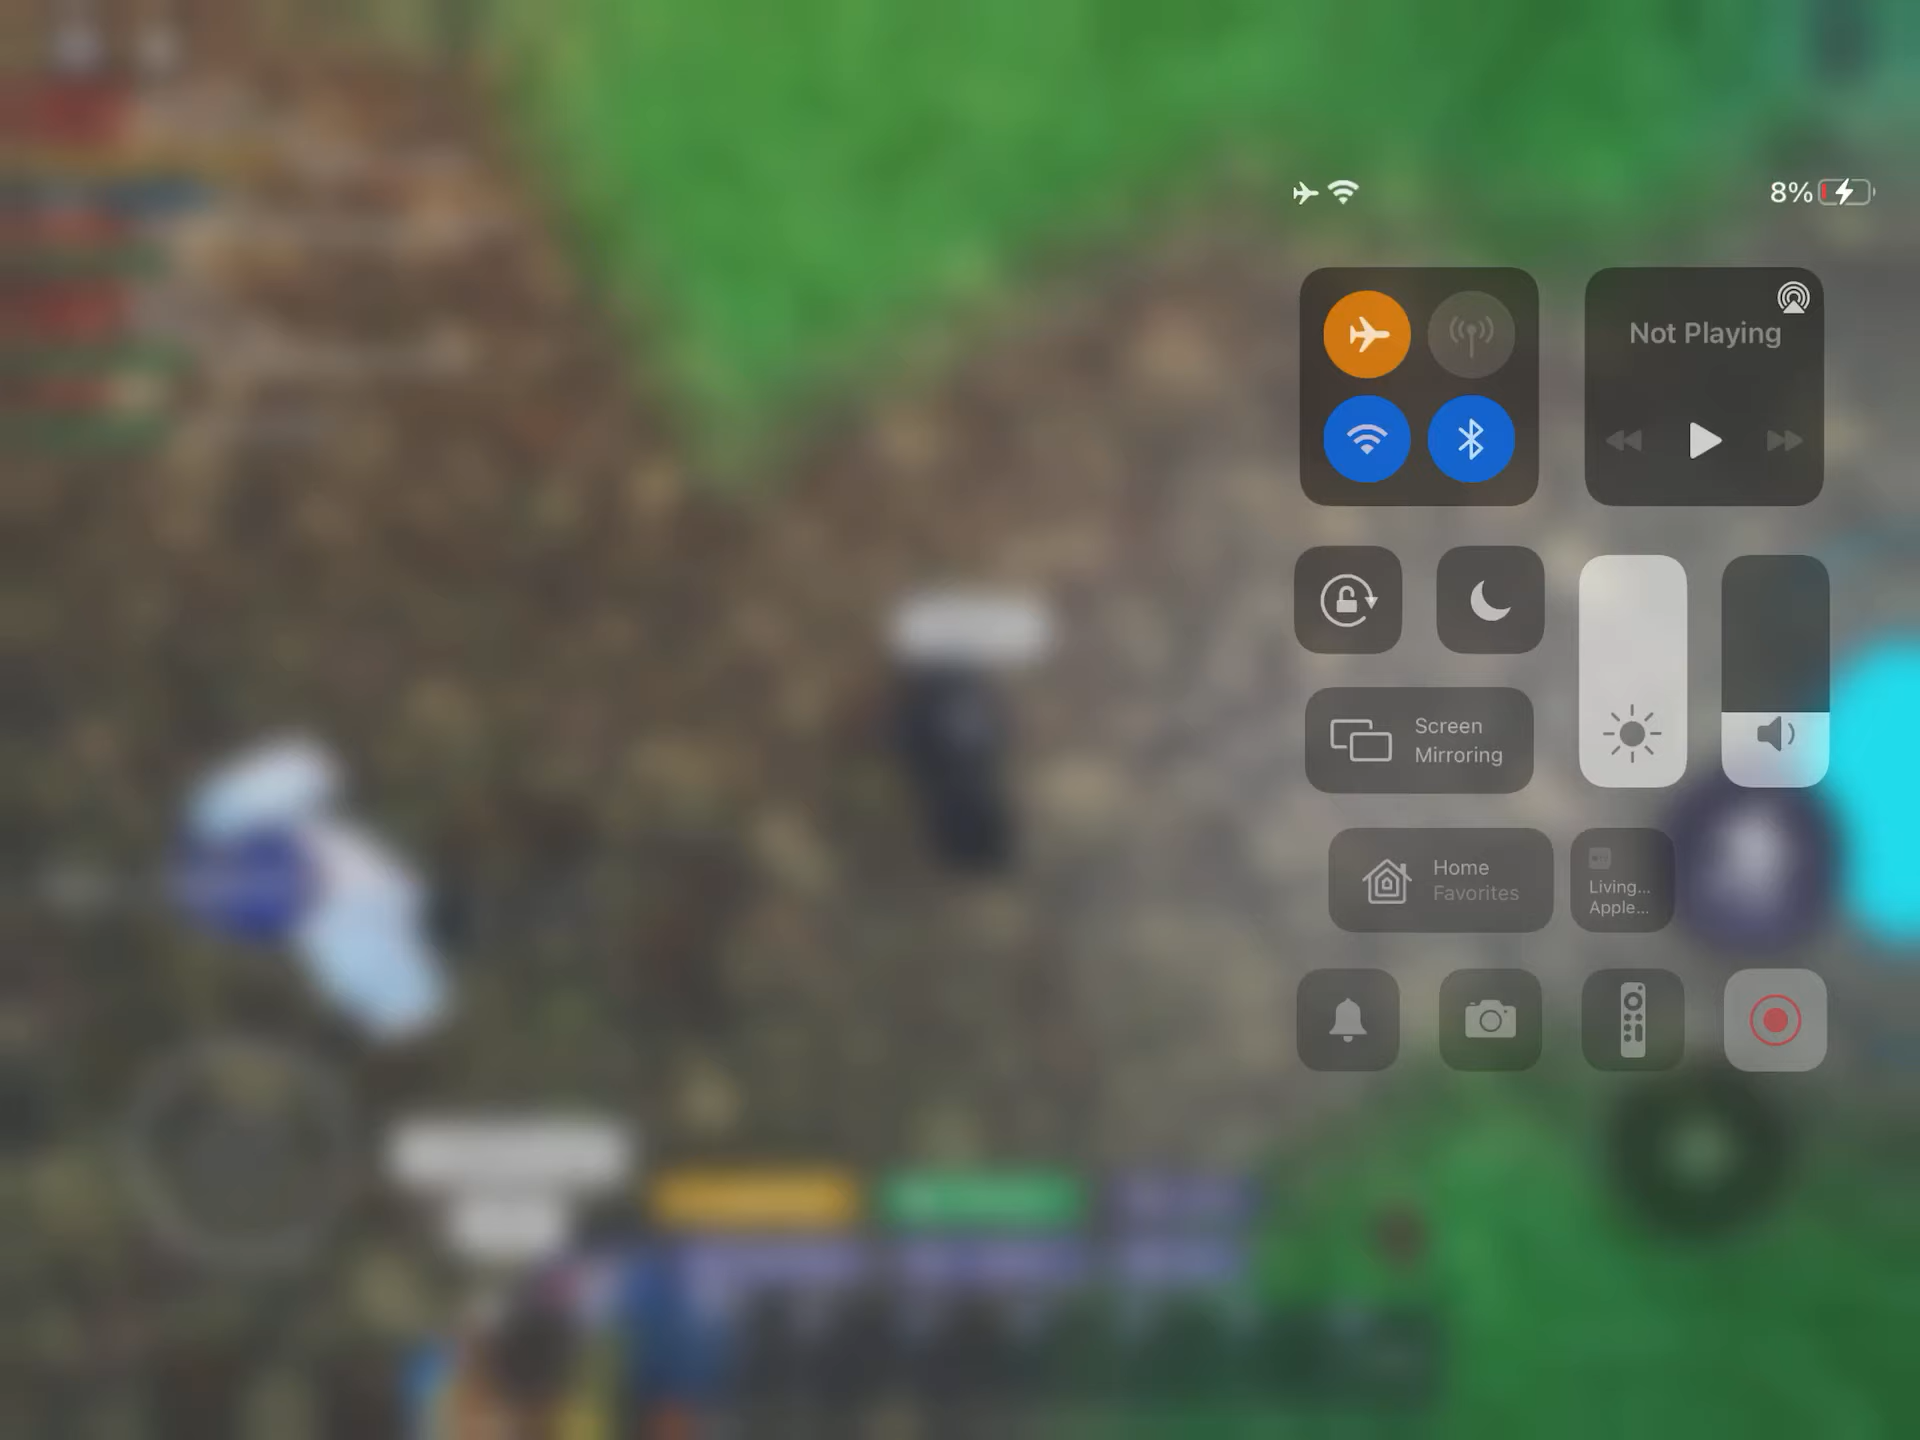 8%
Not Playing
Screen
Mirroring
Home
Favorites
Living...
Apple...